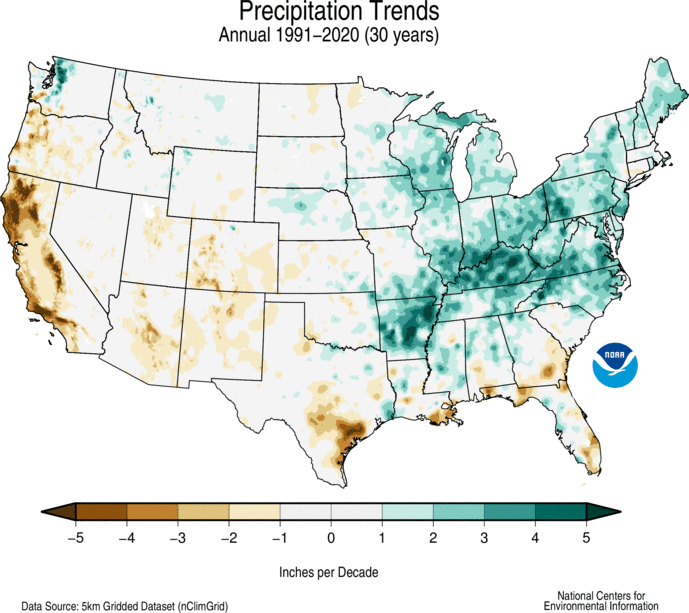 Precipitation Trends
Annual 1991–2020 (30 years)
NOAA
−5 −4 −3 −2 −1 0 1 2 3 4 5
Inches per Decade
National Centers for
Data Source: 5km Gridded Dataset (nClimGrid) Environmental Information